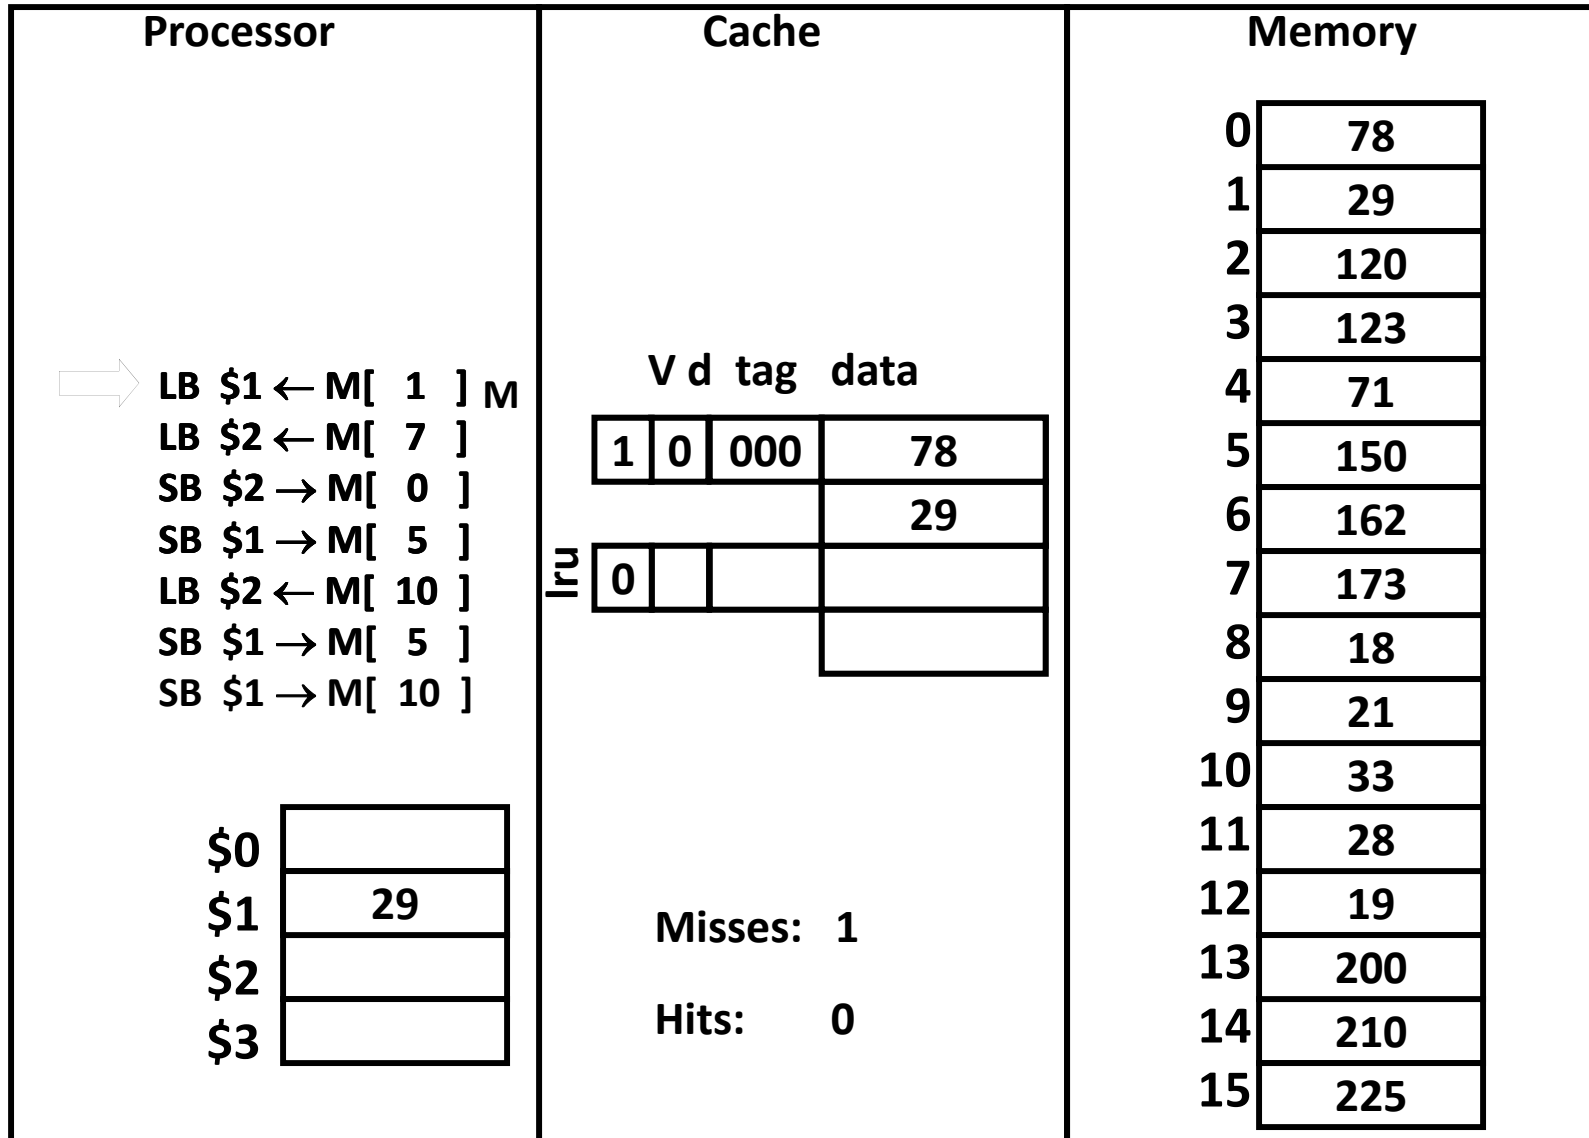 Processor
LB $1 ← M[ 1 ] M
LB $2 ← M[ 7 ]
SB $2 → M[ 0 ]
SB $1 → M[ 5 ]
LB $2 ← M[ 10 ]
SB $1 → M[ 5 ]
SB $1 → M[ 10 ]
$0
$1 29
$2
$3
Cache
V d tag data
1 0 000 78
29
lru 0
Misses: 1
Hits: 0
Memory
0 78
1 29
2 120
3 123
4 71
5 150
6 162
7 173
8 18
9 21
10 33
11 28
12 19
13 200
14 210
15 225